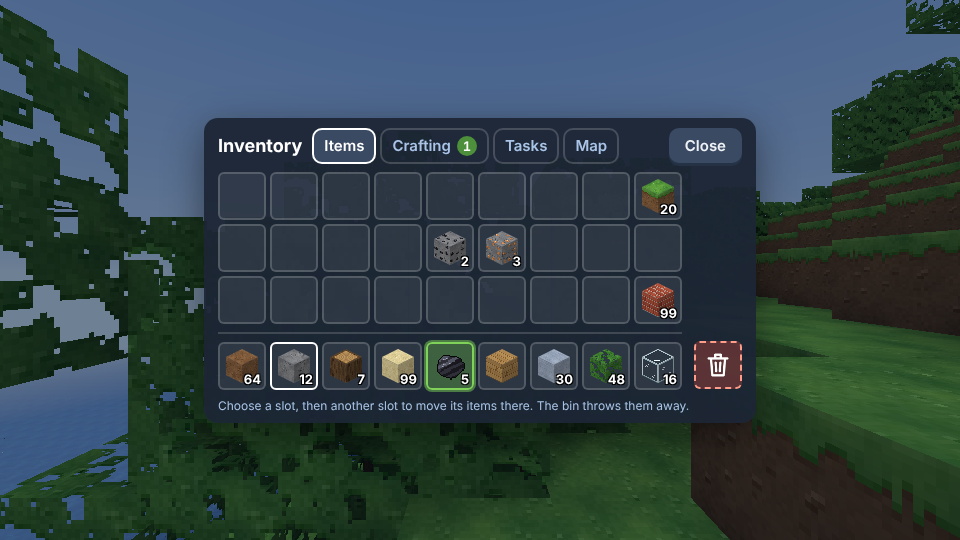 Inventory Items Crafting 1 Tasks Map Close
20
2 3
99
64 12 7 99 5 30 48 16
Choose a slot, then another slot to move its items there. The bin throws them away.